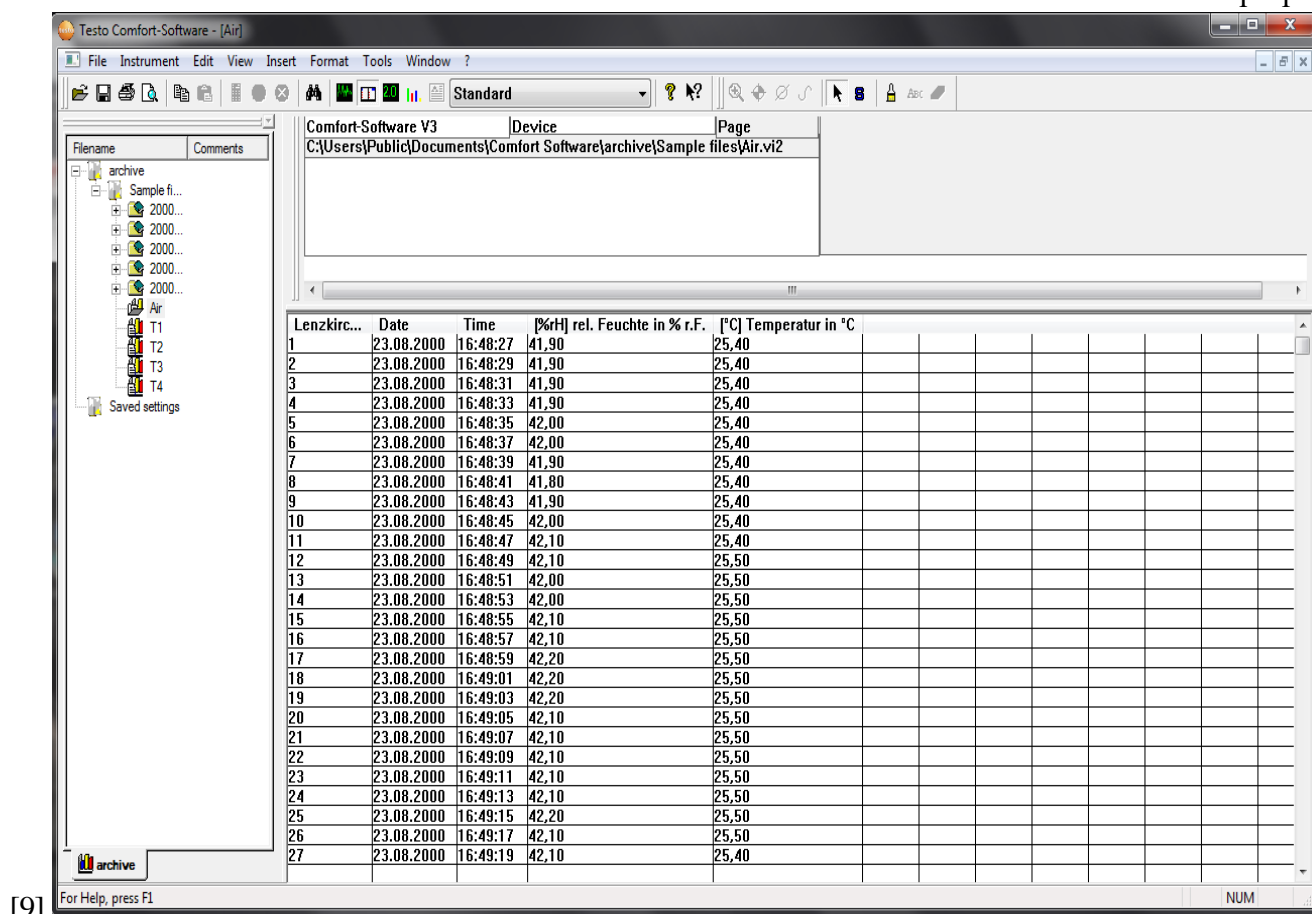 Testo Comfort-Software - [Air]
File Instrument Edit View Insert Format Tools Window ?
Standard
Comfort-Software V3 Device Page
C:\Users\Public\Documents\Comfort Software\archive\Sample files\Air.vi2
Filename Comments
archive
Sample fi...
2000...
2000...
2000...
2000...
2000...
Air
T1
T2
T3
T4
Saved settings
archive
Lenzkirc... Date Time [%rH] rel. Feuchte in % r.F. [°C] Temperatur in °C
1 23.08.2000 16:48:27 41,90 25,40
2 23.08.2000 16:48:29 41,90 25,40
3 23.08.2000 16:48:31 41,90 25,40
4 23.08.2000 16:48:33 41,90 25,40
5 23.08.2000 16:48:35 42,00 25,40
6 23.08.2000 16:48:37 42,00 25,40
7 23.08.2000 16:48:39 41,90 25,40
8 23.08.2000 16:48:41 41,80 25,40
9 23.08.2000 16:48:43 41,90 25,40
10 23.08.2000 16:48:45 42,00 25,40
11 23.08.2000 16:48:47 42,10 25,40
12 23.08.2000 16:48:49 42,10 25,50
13 23.08.2000 16:48:51 42,00 25,50
14 23.08.2000 16:48:53 42,00 25,50
15 23.08.2000 16:48:55 42,10 25,50
16 23.08.2000 16:48:57 42,10 25,50
17 23.08.2000 16:48:59 42,20 25,50
18 23.08.2000 16:49:01 42,20 25,50
19 23.08.2000 16:49:03 42,20 25,50
20 23.08.2000 16:49:05 42,10 25,50
21 23.08.2000 16:49:07 42,10 25,50
22 23.08.2000 16:49:09 42,10 25,50
23 23.08.2000 16:49:11 42,10 25,50
24 23.08.2000 16:49:13 42,10 25,50
25 23.08.2000 16:49:15 42,20 25,50
26 23.08.2000 16:49:17 42,10 25,50
27 23.08.2000 16:49:19 42,10 25,40
For Help, press F1 NUM
[9]